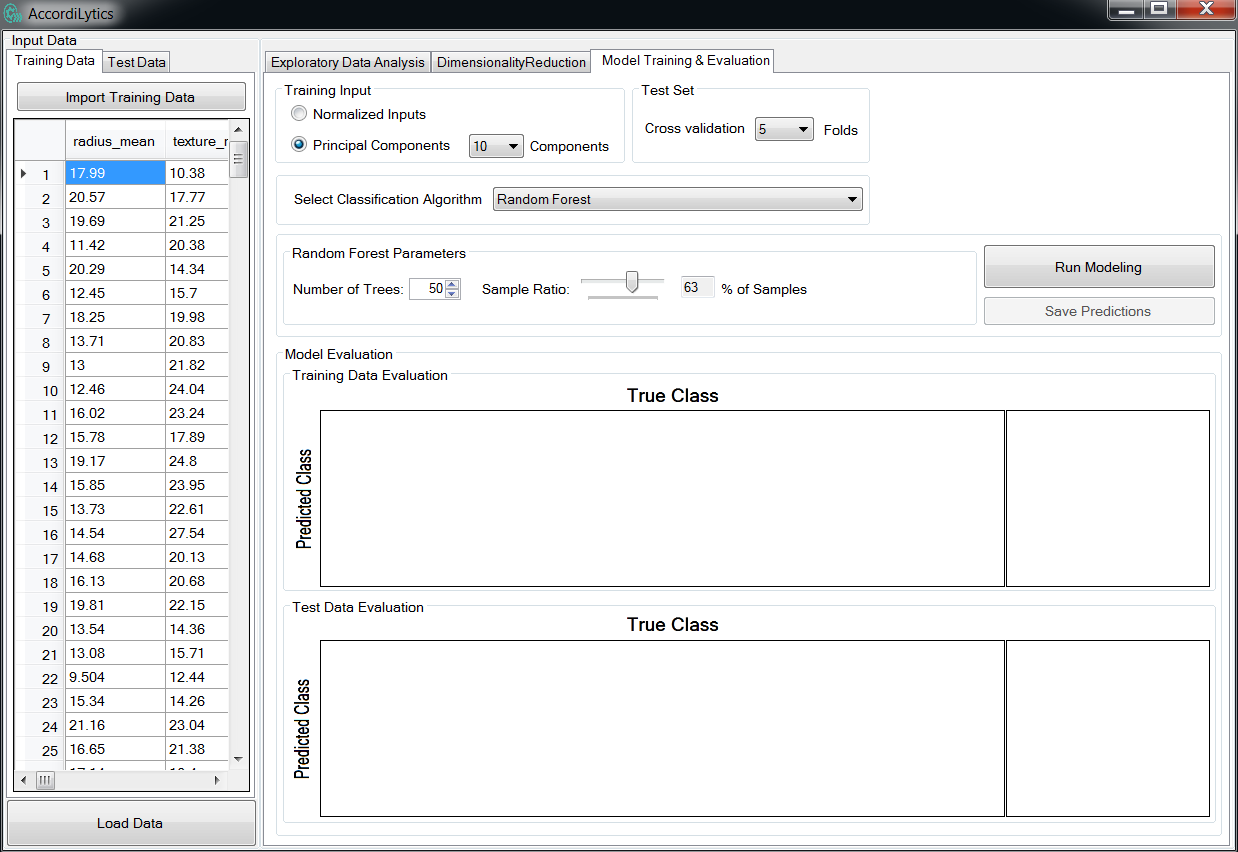 AccordiLytics
Input Data
Training Data Test Data
Import Training Data
radius_mean texture_r
1 17.99 10.38
2 20.57 17.77
3 19.69 21.25
4 11.42 20.38
5 20.29 14.34
6 12.45 15.7
7 18.25 19.98
8 13.71 20.83
9 13 21.82
10 12.46 24.04
11 16.02 23.24
12 15.78 17.89
13 19.17 24.8
14 15.85 23.95
15 13.73 22.61
16 14.54 27.54
17 14.68 20.13
18 16.13 20.68
19 19.81 22.15
20 13.54 14.36
21 13.08 15.71
22 9.504 12.44
23 15.34 14.26
24 21.16 23.04
25 16.65 21.38
Load Data
Exploratory Data Analysis DimensionalityReduction Model Training & Evaluation
Training Input
Normalized Inputs
Principal Components 10 Components
Test Set
Cross validation 5 Folds
Select Classification Algorithm Random Forest
Random Forest Parameters
Number of Trees: 50 Sample Ratio: 63 % of Samples
Run Modeling
Save Predictions
Model Evaluation
Training Data Evaluation
True Class
Predicted Class
Test Data Evaluation
True Class
Predicted Class